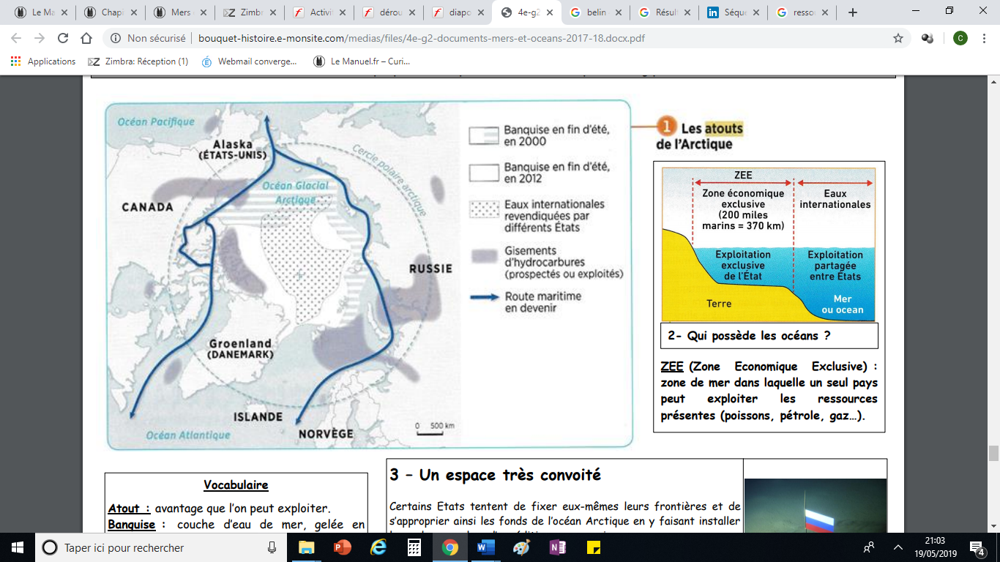 Le Ma
Chapi
Mers
Zimbr
Activit
dérou
diapo
4e-g2
belin
Résul
Séqu
resso
Non sécurisé
bouquet-histoire.e-monsite.com/medias/files/4e-g2-documents-mers-et-oceans-2017-18.docx.pdf
C
Applications
Zimbra: Réception (1)
Webmail converge...
Le Manuel.fr – Curi...
Océan Pacifique
Alaska
(ÉTATS-UNIS)
Cercle polaire arctique
Océan Glacial
Arctique
CANADA
RUSSIE
Groenland
(DANEMARK)
ISLANDE
NORVÈGE
Océan Atlantique
0 500 km
Banquise en fin d'été,
en 2000
Banquise en fin d'été,
en 2012
Eaux internationales
revendiquées par
différents États
Gisements
d'hydrocarbures
(prospectés ou exploités)
Route maritime
en devenir
1 Les atouts
de l'Arctique
ZEE
Zone économique
exclusive
(200 miles
marins = 370 km)
Eaux
internationales
Exploitation
exclusive
de l'État
Exploitation
partagée
entre États
Terre
Mer
ou ocean
2- Qui possède les océans ?
ZEE (Zone Economique Exclusive) :
zone de mer dans laquelle un seul pays
peut exploiter les ressources
présentes (poissons, pétrole, gaz…).
Vocabulaire
Atout : avantage que l'on peut exploiter.
Banquise : couche d'eau de mer, gelée en
3 – Un espace très convoité
Certains Etats tentent de fixer eux-mêmes leurs frontières et de
s'approprier ainsi les fonds de l'océan Arctique en y faisant installer
Taper ici pour rechercher
21:03
19/05/2019
4